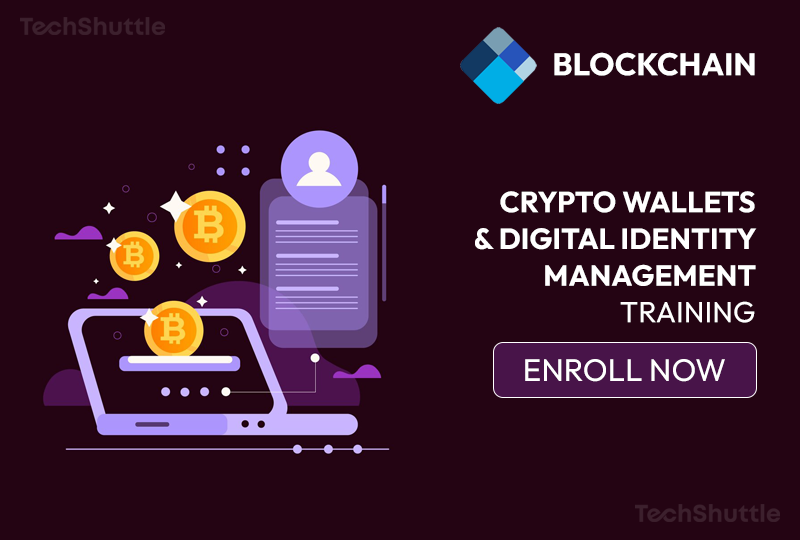 TechShuttle
BLOCKCHAIN
CRYPTO WALLETS
& DIGITAL IDENTITY
MANAGEMENT
TRAINING
ENROLL NOW
TechShuttle